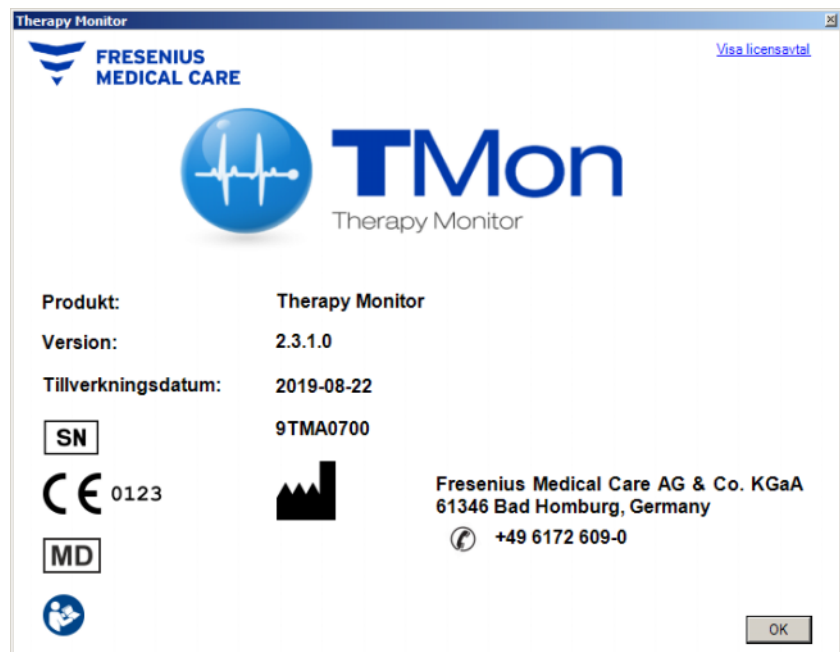 Therapy Monitor
FRESENIUS
MEDICAL CARE
Visa licensavtal
TMon
Therapy Monitor
Produkt: Therapy Monitor
Version: 2.3.1.0
Tillverkningsdatum: 2019-08-22
SN 9TMA0700
CE 0123
Fresenius Medical Care AG & Co. KGaA
61346 Bad Homburg, Germany
+49 6172 609-0
MD
OK